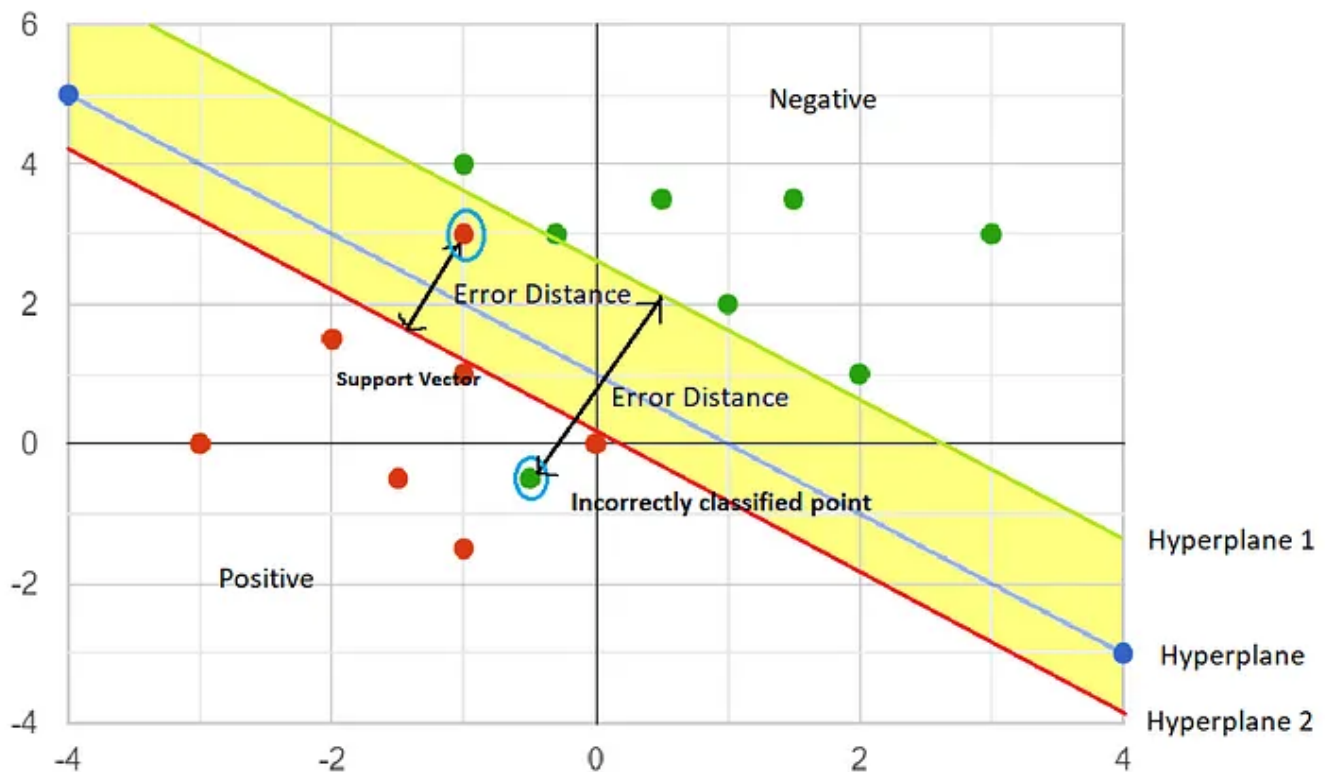 6
Negative
4
Error Distance
2
Support Vector
Error Distance
0
Incorrectly classified point
Hyperplane 1
Positive
-2
Hyperplane
-4
Hyperplane 2
-4
-2
0
2
4